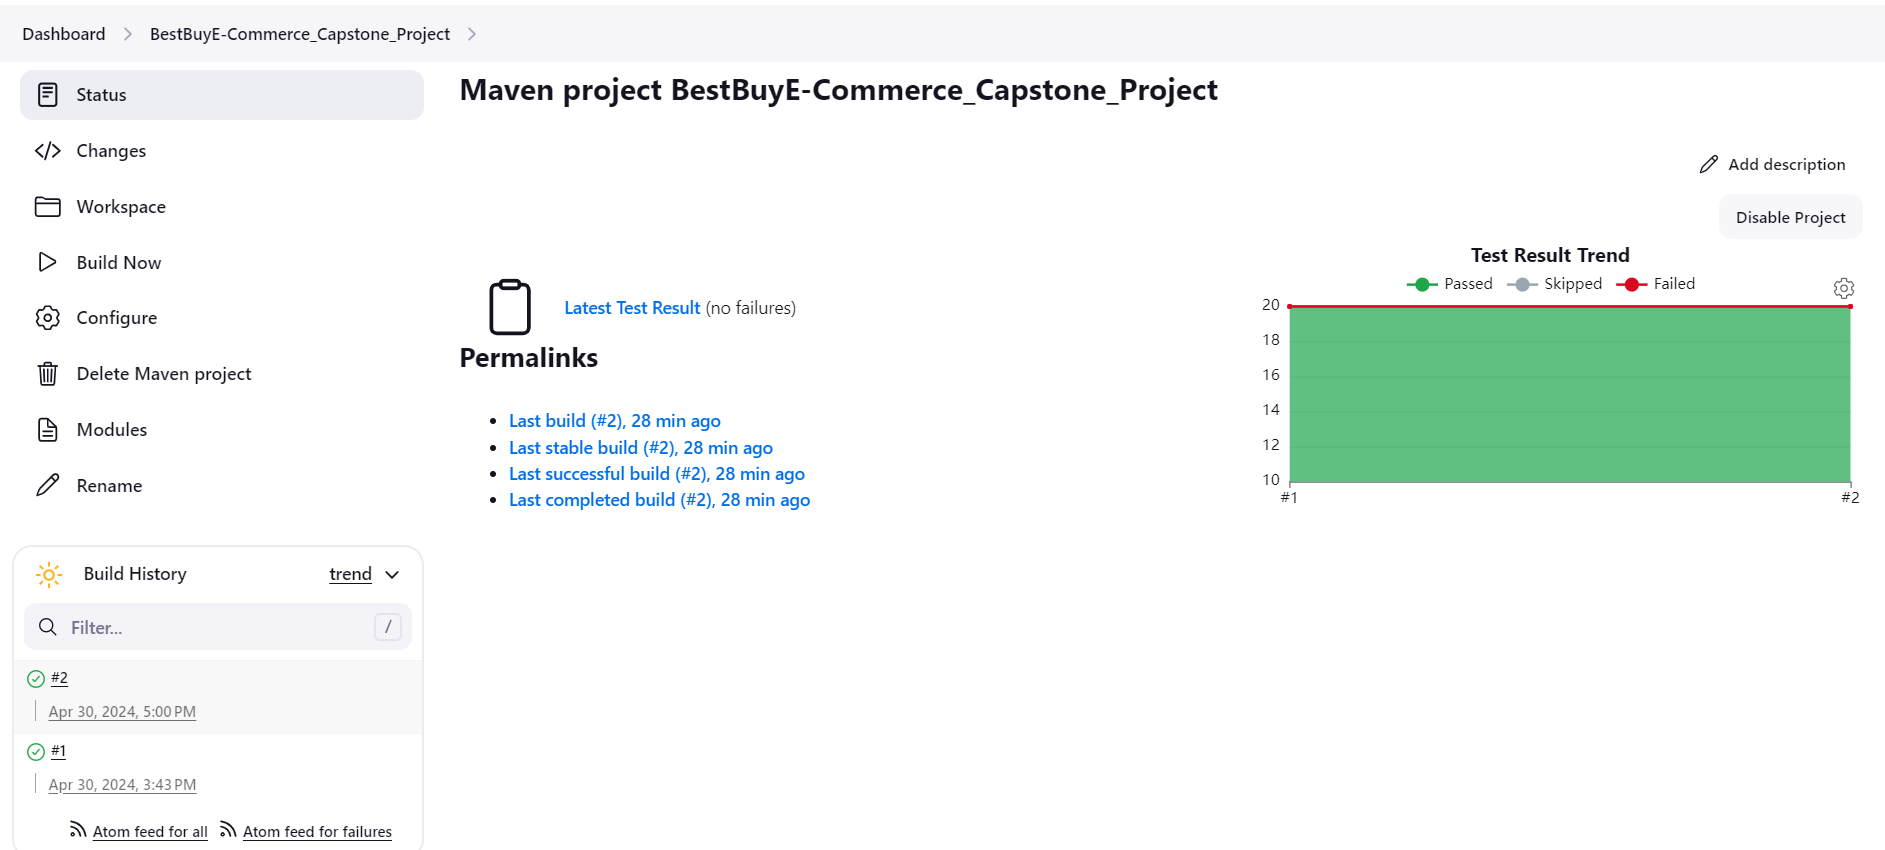 Dashboard
BestBuyE-Commerce_Capstone_Project
Status
Changes
Workspace
Build Now
Configure
Delete Maven project
Modules
Rename
Build History
trend
Filter...
/
#2
Apr 30, 2024, 5:00 PM
#1
Apr 30, 2024, 3:43 PM
Atom feed for all
Atom feed for failures
Maven project BestBuyE-Commerce_Capstone_Project
Add description
Disable Project
Latest Test Result (no failures)
Permalinks
Last build (#2), 28 min ago
Last stable build (#2), 28 min ago
Last successful build (#2), 28 min ago
Last completed build (#2), 28 min ago
Test Result Trend
Passed Skipped Failed
20
18
16
14
12
10
#1 #2